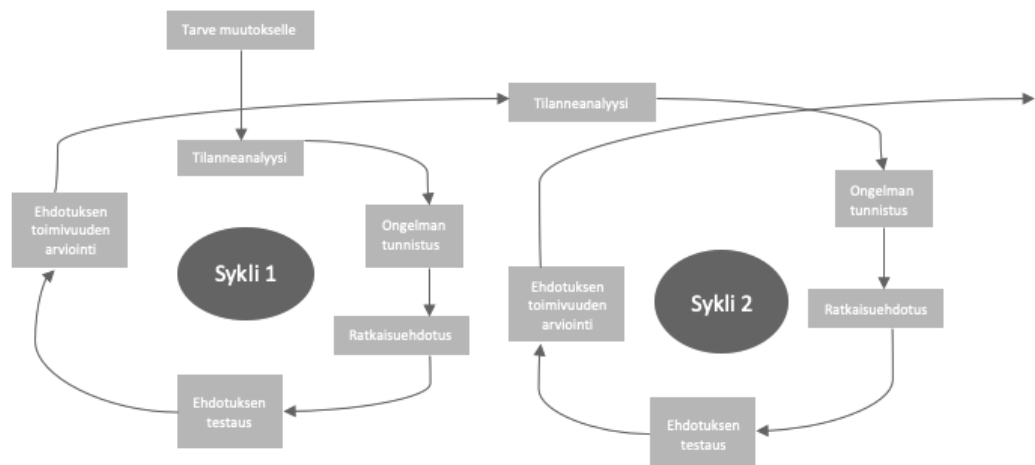 Tarve muutokselle
Tilanneanalyysi
Ongelman
tunnistus
Ratkaisuehdotus
Ehdotuksen
testaus
Ehdotuksen
toimivuuden
arviointi
Sykli 1
Tilanneanalyysi
Ongelman
tunnistus
Ratkaisuehdotus
Ehdotuksen
testaus
Ehdotuksen
toimivuuden
arviointi
Sykli 2